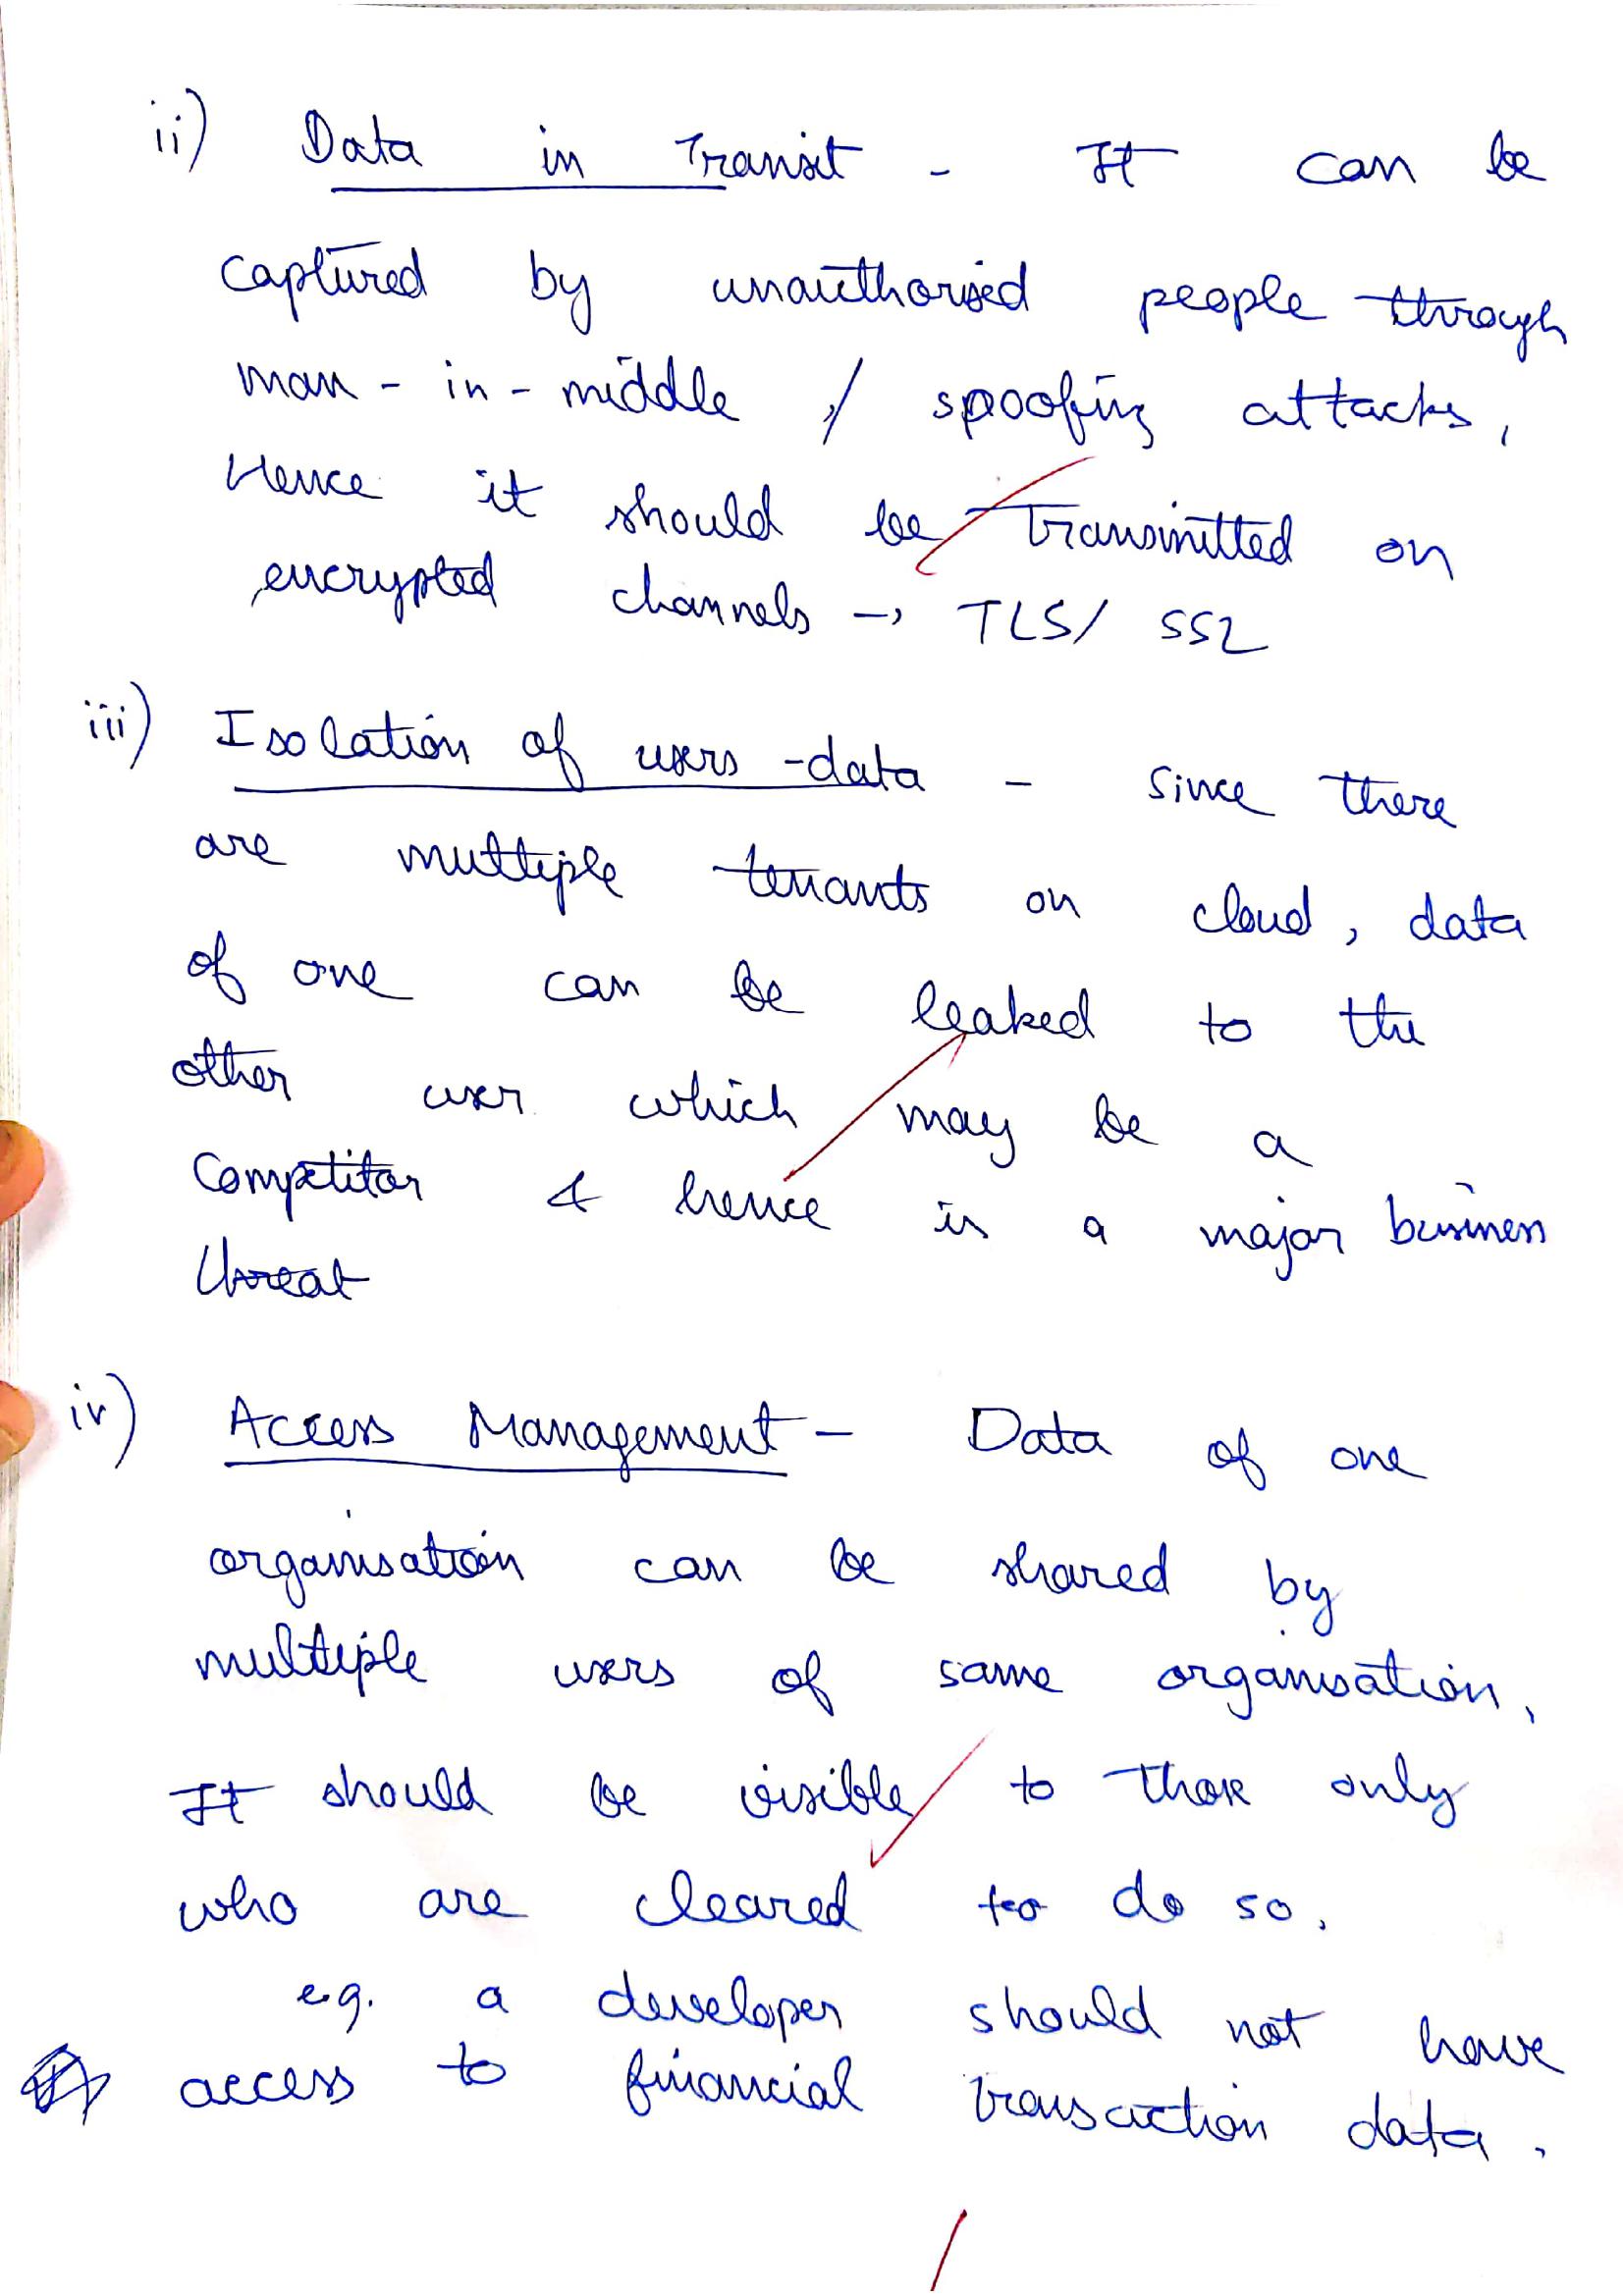 ii) Data in Transit - It can be
captured by unauthorised people through
man - in - middle / spoofing attacks,
Hence it should be transmitted on
encrypted channels → TLS/ SSL
iii) Isolation of users -data - Since there
are multiple tenants on cloud, data
of one can be leaked to the
other user which may be a
Competitor & hence is a major business
threat
iv) Access Management - Data of one
organisation can be shared by
multiple users of same organisation.
It should be visible to those only
who are cleared to do so.
e.g. a developer should not have
access to financial transaction data.